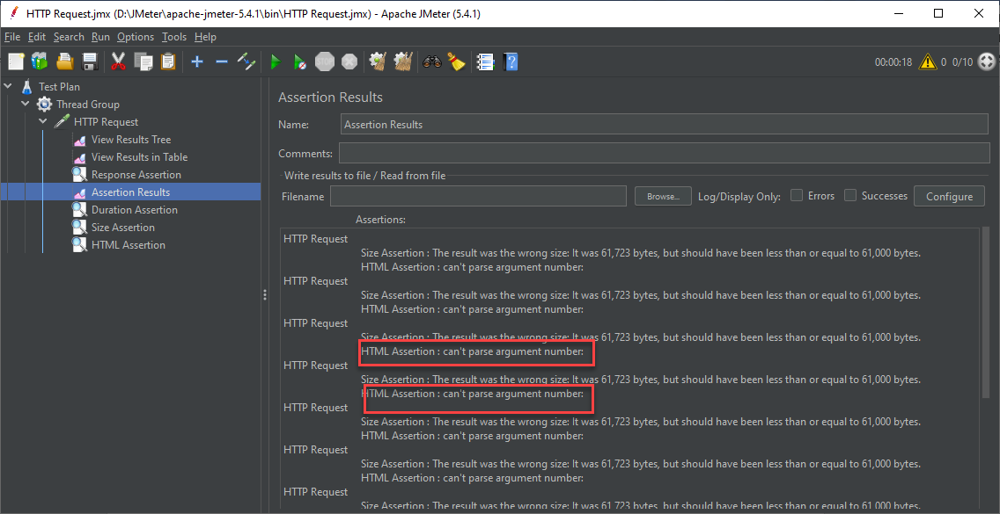 HTTP Request.jmx (D:\JMeter\apache-jmeter-5.4.1\bin\HTTP Request.jmx) - Apache JMeter (5.4.1)
File Edit Search Run Options Tools Help
00:00:18 0 0/10
Test Plan
Thread Group
HTTP Request
View Results Tree
View Results in Table
Response Assertion
Assertion Results
Duration Assertion
Size Assertion
HTML Assertion
Assertion Results
Name: Assertion Results
Comments:
Write results to file / Read from file
Filename Browse... Log/Display Only: Errors Successes Configure
Assertions:
HTTP Request
Size Assertion : The result was the wrong size: It was 61,723 bytes, but should have been less than or equal to 61,000 bytes.
HTML Assertion : can't parse argument number:
HTTP Request
Size Assertion : The result was the wrong size: It was 61,723 bytes, but should have been less than or equal to 61,000 bytes.
HTML Assertion : can't parse argument number:
HTTP Request
Size Assertion : The result was the wrong size: It was 61,723 bytes, but should have been less than or equal to 61,000 bytes.
HTML Assertion : can't parse argument number:
HTTP Request
Size Assertion : The result was the wrong size: It was 61,723 bytes, but should have been less than or equal to 61,000 bytes.
HTML Assertion : can't parse argument number:
HTTP Request
Size Assertion : The result was the wrong size: It was 61,723 bytes, but should have been less than or equal to 61,000 bytes.
HTML Assertion : can't parse argument number:
HTTP Request
Size Assertion : The result was the wrong size: It was 61,723 bytes, but should have been less than or equal to 61,000 bytes.
HTML Assertion : can't parse argument number:
HTTP Request
Size Assertion : The result was the wrong size: It was 61,723 bytes, but should have been less than or equal to 61,000 bytes.